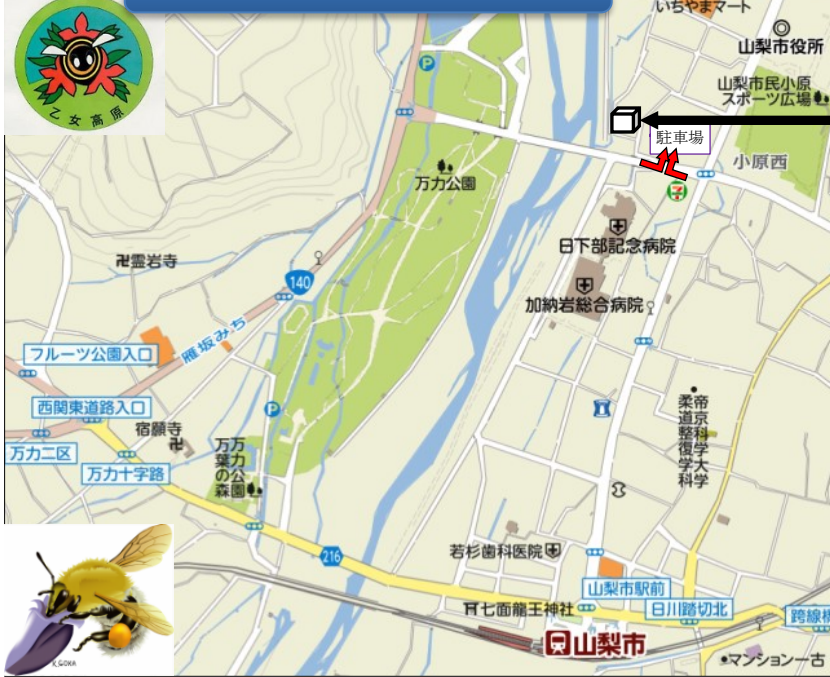 いちやまマート
山梨市役所
山梨市民小原
スポーツ広場
乙女高原
駐車場
小原西
万力公園
日下部記念病院
卍霊岩寺
140
加納岩総合病院
雁坂みち
フルーツ公園入口
西関東道路入口
宿願寺
卍
万力二区
万力十字路
万力公園
万葉の森
帝京科学大学
柔道整復学科
216
若杉歯科医院
山梨市駅前
七面龍王神社
日川踏切北
跨線橋
山梨市
マンション一古
P
P